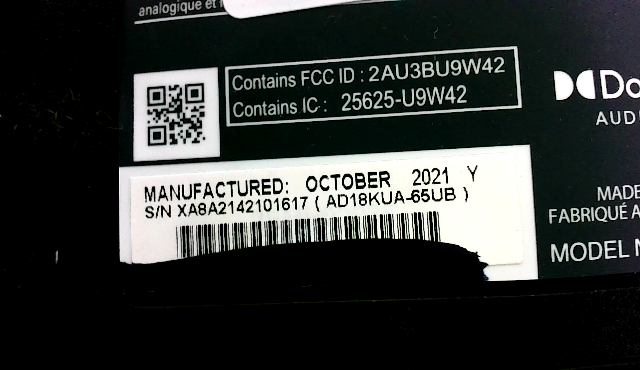 analogique et
Contains FCC ID : 2AU3BU9W42
Contains IC : 25625-U9W42
AUD
MANUFACTURED: OCTOBER 2021 Y
S/N XA8A2142101617 ( AD18KUA-65UB )
MADE
FABRIQUÉ A
MODEL N